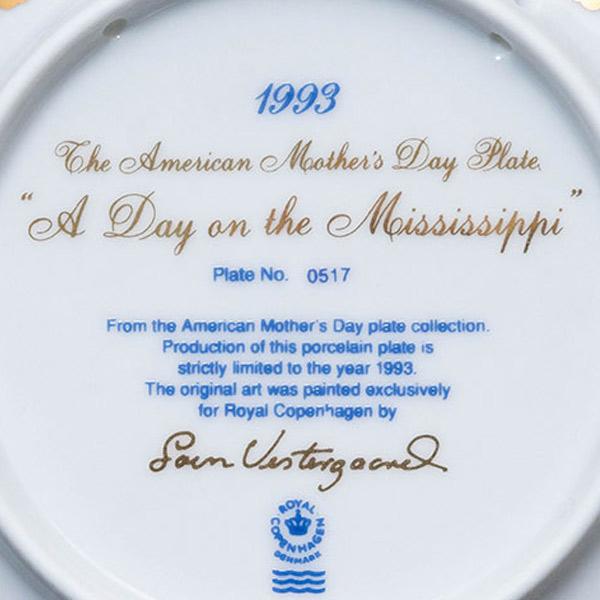 1993
The American Mother's Day Plate
"A Day on the Mississippi"
Plate No. 0517
From the American Mother's Day plate collection.
Production of this porcelain plate is
strictly limited to the year 1993.
The original art was painted exclusively
for Royal Copenhagen by
Sven Vestergaard
ROYAL COPENHAGEN
DENMARK